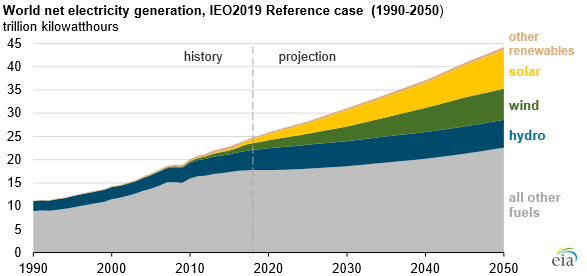 World net electricity generation, IEO2019 Reference case (1990-2050)
trillion kilowatthours
45
40
35
30
25
20
15
10
5
0
history
projection
other
renewables
solar
wind
hydro
all other
fuels
1990
2000
2010
2020
2030
2040
2050
eia